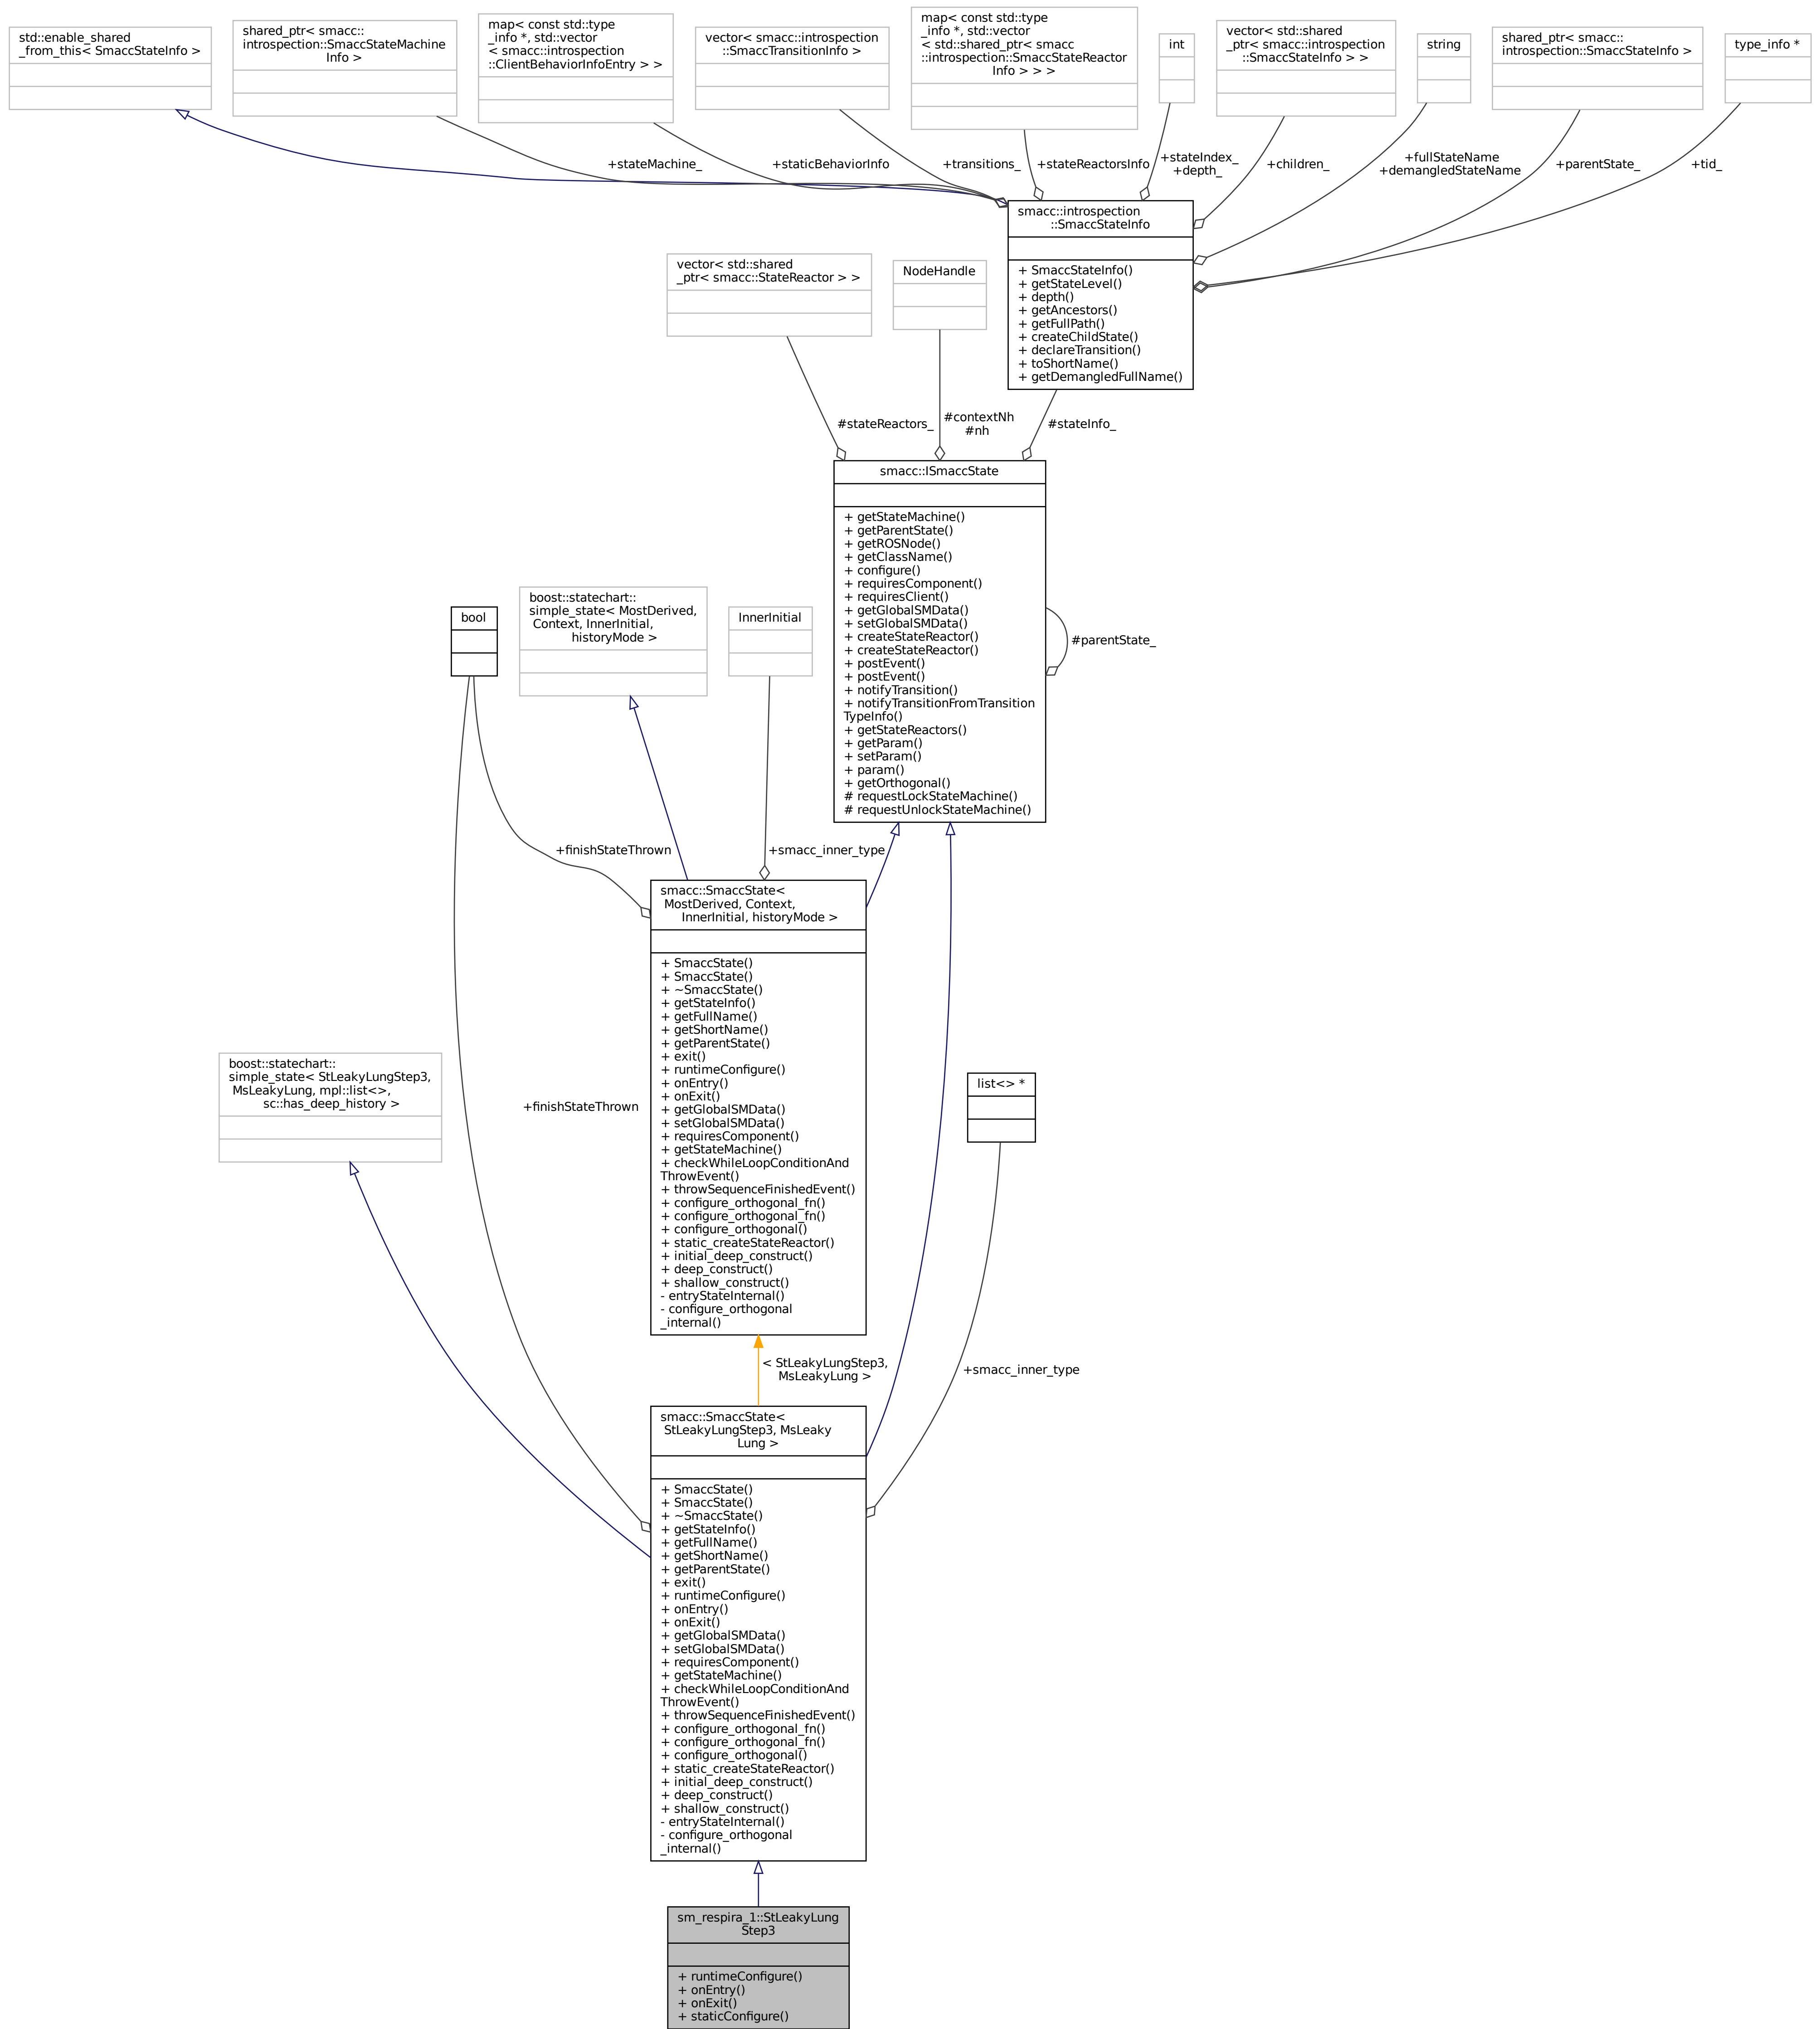 std::enable_shared
_from_this< SmaccStateInfo >
shared_ptr< smacc::
introspection::SmaccStateMachine
Info >
map< const std::type
_info *, std::vector
< smacc::introspection
::ClientBehaviorInfoEntry > >
vector< smacc::introspection
::SmaccTransitionInfo >
map< const std::type
_info *, std::vector
< std::shared_ptr< smacc
::introspection::SmaccStateReactor
Info > > >
int
vector< std::shared
_ptr< smacc::introspection
::SmaccStateInfo > >
string
shared_ptr< smacc::
introspection::SmaccStateInfo >
type_info *
+stateMachine_
+staticBehaviorInfo
+transitions_
+stateReactorsInfo
+stateIndex_
+depth_
+children_
+fullStateName
+demangledStateName
+parentState_
+tid_
smacc::introspection
::SmaccStateInfo
+ SmaccStateInfo()
+ getStateLevel()
+ depth()
+ getAncestors()
+ getFullPath()
+ createChildState()
+ declareTransition()
+ toShortName()
+ getDemangledFullName()
vector< std::shared
_ptr< smacc::StateReactor > >
NodeHandle
#stateReactors_
#contextNh
#nh
#stateInfo_
smacc::ISmaccState
+ getStateMachine()
+ getParentState()
+ getROSNode()
+ getClassName()
+ configure()
+ requiresComponent()
+ requiresClient()
+ getGlobalSMData()
+ setGlobalSMData()
+ createStateReactor()
+ createStateReactor()
+ postEvent()
+ postEvent()
+ notifyTransition()
+ notifyTransitionFromTransition
TypeInfo()
+ getStateReactors()
+ getParam()
+ setParam()
+ param()
+ getOrthogonal()
# requestLockStateMachine()
# requestUnlockStateMachine()
#parentState_
bool
boost::statechart::
simple_state< MostDerived,
Context, InnerInitial,
historyMode >
InnerInitial
+finishStateThrown
+smacc_inner_type
smacc::SmaccState<
MostDerived, Context,
InnerInitial, historyMode >
+ SmaccState()
+ SmaccState()
+ ~SmaccState()
+ getStateInfo()
+ getFullName()
+ getShortName()
+ getParentState()
+ exit()
+ runtimeConfigure()
+ onEntry()
+ onExit()
+ getGlobalSMData()
+ setGlobalSMData()
+ requiresComponent()
+ getStateMachine()
+ checkWhileLoopConditionAnd
ThrowEvent()
+ throwSequenceFinishedEvent()
+ configure_orthogonal_fn()
+ configure_orthogonal_fn()
+ configure_orthogonal()
+ static_createStateReactor()
+ initial_deep_construct()
+ deep_construct()
+ shallow_construct()
- entryStateInternal()
- configure_orthogonal
_internal()
boost::statechart::
simple_state< StLeakyLungStep3,
MsLeakyLung, mpl::list<>,
sc::has_deep_history >
+finishStateThrown
list<> *
< StLeakyLungStep3,
MsLeakyLung >
+smacc_inner_type
smacc::SmaccState<
StLeakyLungStep3, MsLeaky
Lung >
+ SmaccState()
+ SmaccState()
+ ~SmaccState()
+ getStateInfo()
+ getFullName()
+ getShortName()
+ getParentState()
+ exit()
+ runtimeConfigure()
+ onEntry()
+ onExit()
+ getGlobalSMData()
+ setGlobalSMData()
+ requiresComponent()
+ getStateMachine()
+ checkWhileLoopConditionAnd
ThrowEvent()
+ throwSequenceFinishedEvent()
+ configure_orthogonal_fn()
+ configure_orthogonal_fn()
+ configure_orthogonal()
+ static_createStateReactor()
+ initial_deep_construct()
+ deep_construct()
+ shallow_construct()
- entryStateInternal()
- configure_orthogonal
_internal()
sm_respira_1::StLeakyLung
Step3
+ runtimeConfigure()
+ onEntry()
+ onExit()
+ staticConfigure()